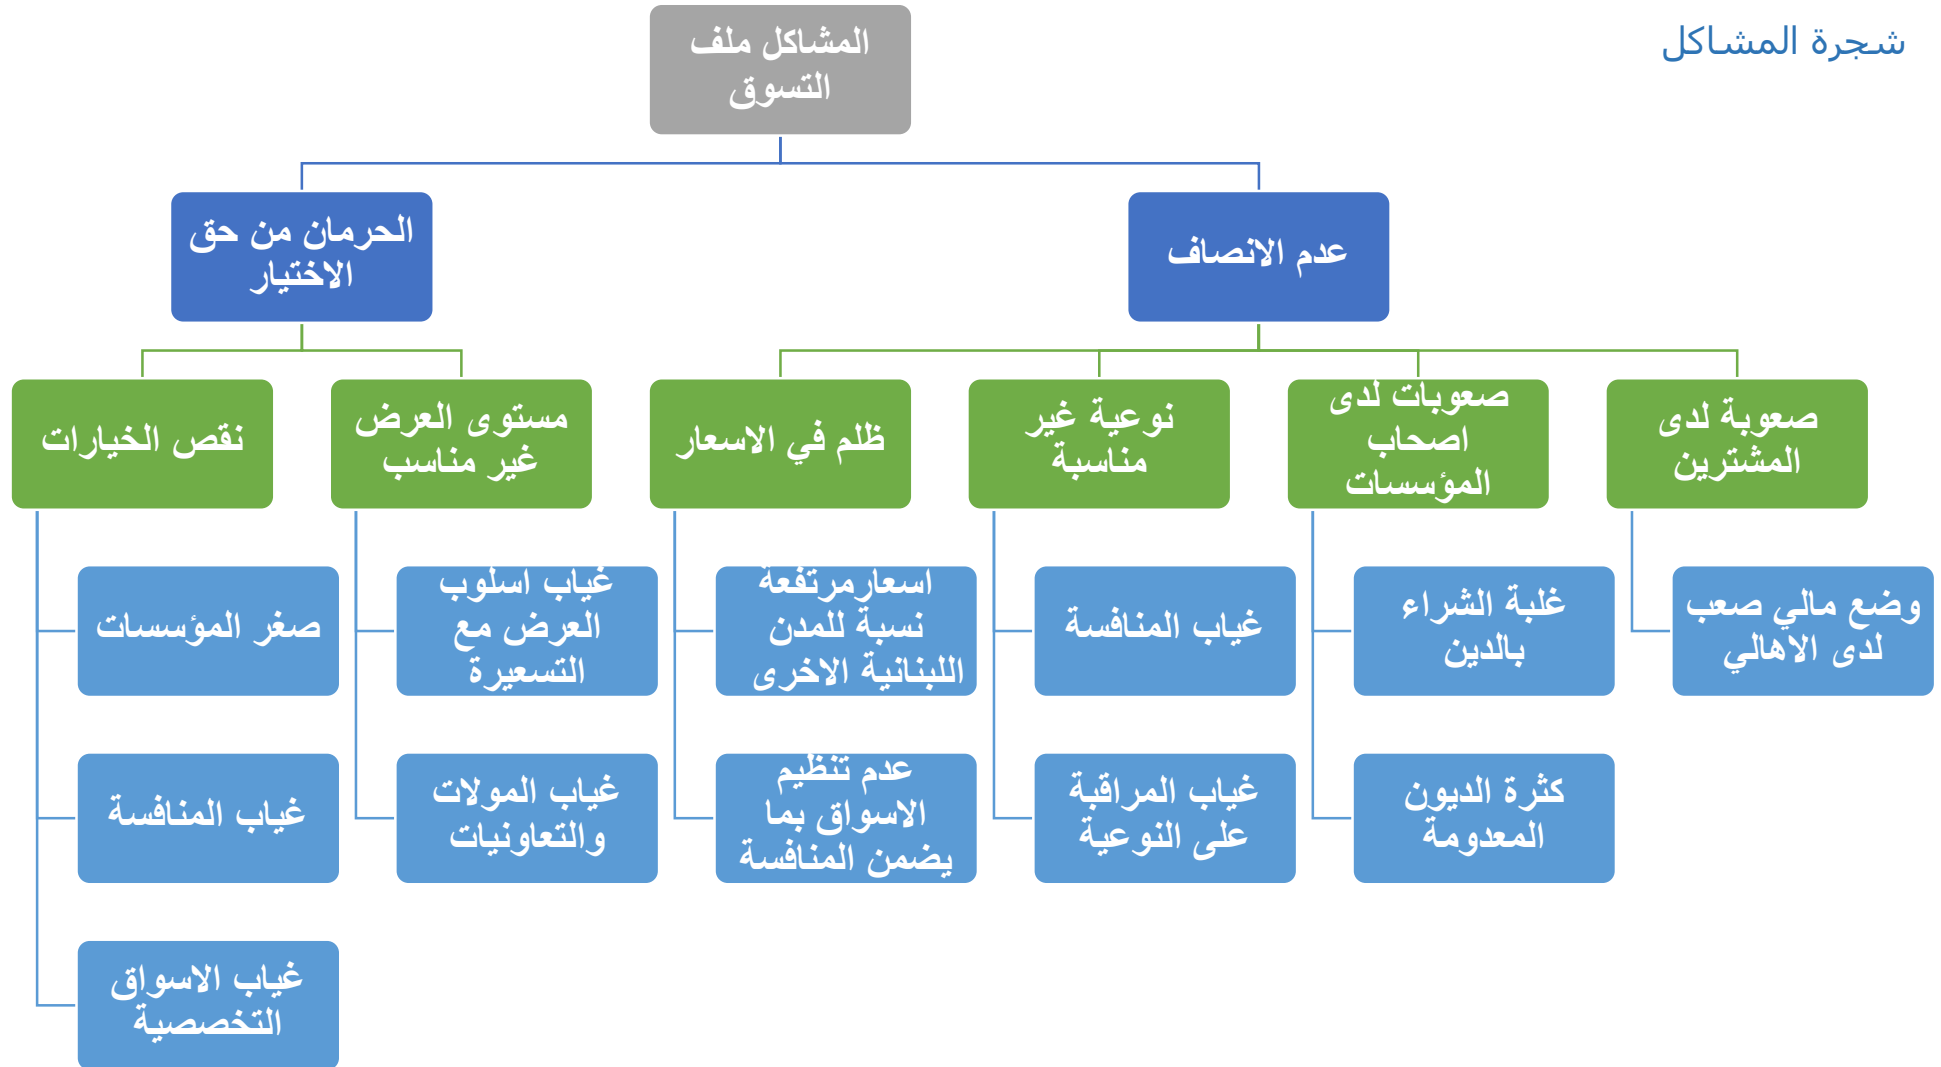 شجرة المشاكل
المشاكل ملف
التسوق
عدم الانصاف
الحرمان من حق
الاختيار
صعوبة لدى
المشترين
صعوبات لدى
اصحاب
المؤسسات
نوعية غير
مناسبة
ظلم في الاسعار
مستوى العرض
غير مناسب
نقص الخيارات
وضع مالي صعب
لدى الاهالي
غلبة الشراء
بالدين
غياب المنافسة
اسعارمرتفعة
نسبة للمدن
اللبنانية الاخرى
غياب اسلوب
العرض مع
التسعيرة
صغر المؤسسات
كثرة الديون
المعدومة
غياب المراقبة
على النوعية
عدم تنظيم
الاسواق بما
يضمن المنافسة
غياب المولات
والتعاونيات
غياب المنافسة
غياب الاسواق
التخصصية